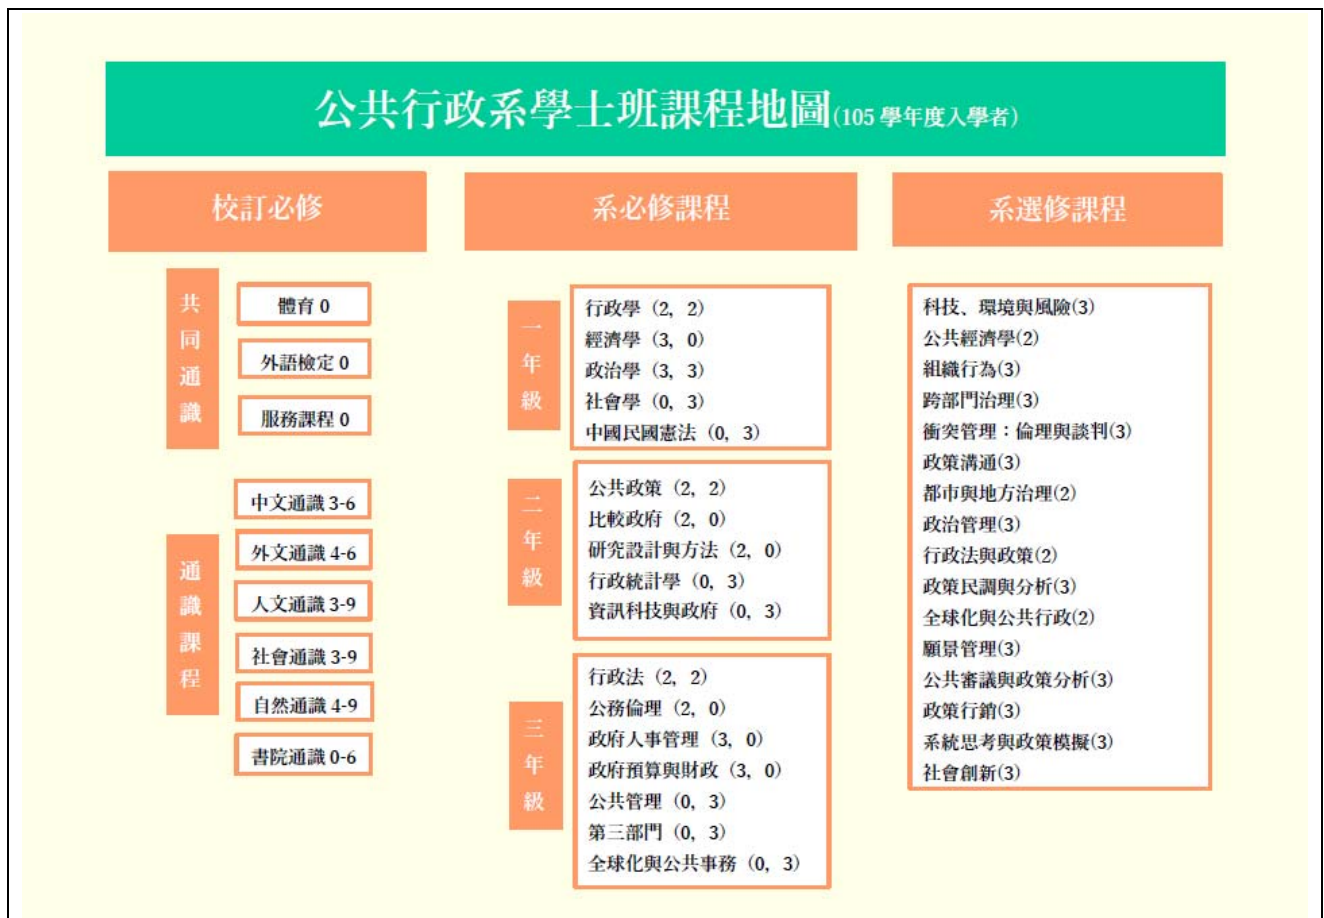 公共行政系學士班課程地圖(105 學年度入學者)
校訂必修
共同通識
體育 0
外語檢定 0
服務課程 0
通識課程
中文通識 3-6
外文通識 4-6
人文通識 3-9
社會通識 3-9
自然通識 4-9
書院通識 0-6
系必修課程
一年級
行政學（2，2）
經濟學（3，0）
政治學（3，3）
社會學（0，3）
中國民國憲法（0，3）
二年級
公共政策（2，2）
比較政府（2，0）
研究設計與方法（2，0）
行政統計學（0，3）
資訊科技與政府（0，3）
三年級
行政法（2，2）
公務倫理（2，0）
政府人事管理（3，0）
政府預算與財政（3，0）
公共管理（0，3）
第三部門（0，3）
全球化與公共事務（0，3）
系選修課程
科技、環境與風險(3)
公共經濟學(2)
組織行為(3)
跨部門治理(3)
衝突管理：倫理與談判(3)
政策溝通(3)
都市與地方治理(2)
政治管理(3)
行政法與政策(2)
政策民調與分析(3)
全球化與公共行政(2)
願景管理(3)
公共審議與政策分析(3)
政策行銷(3)
系統思考與政策模擬(3)
社會創新(3)